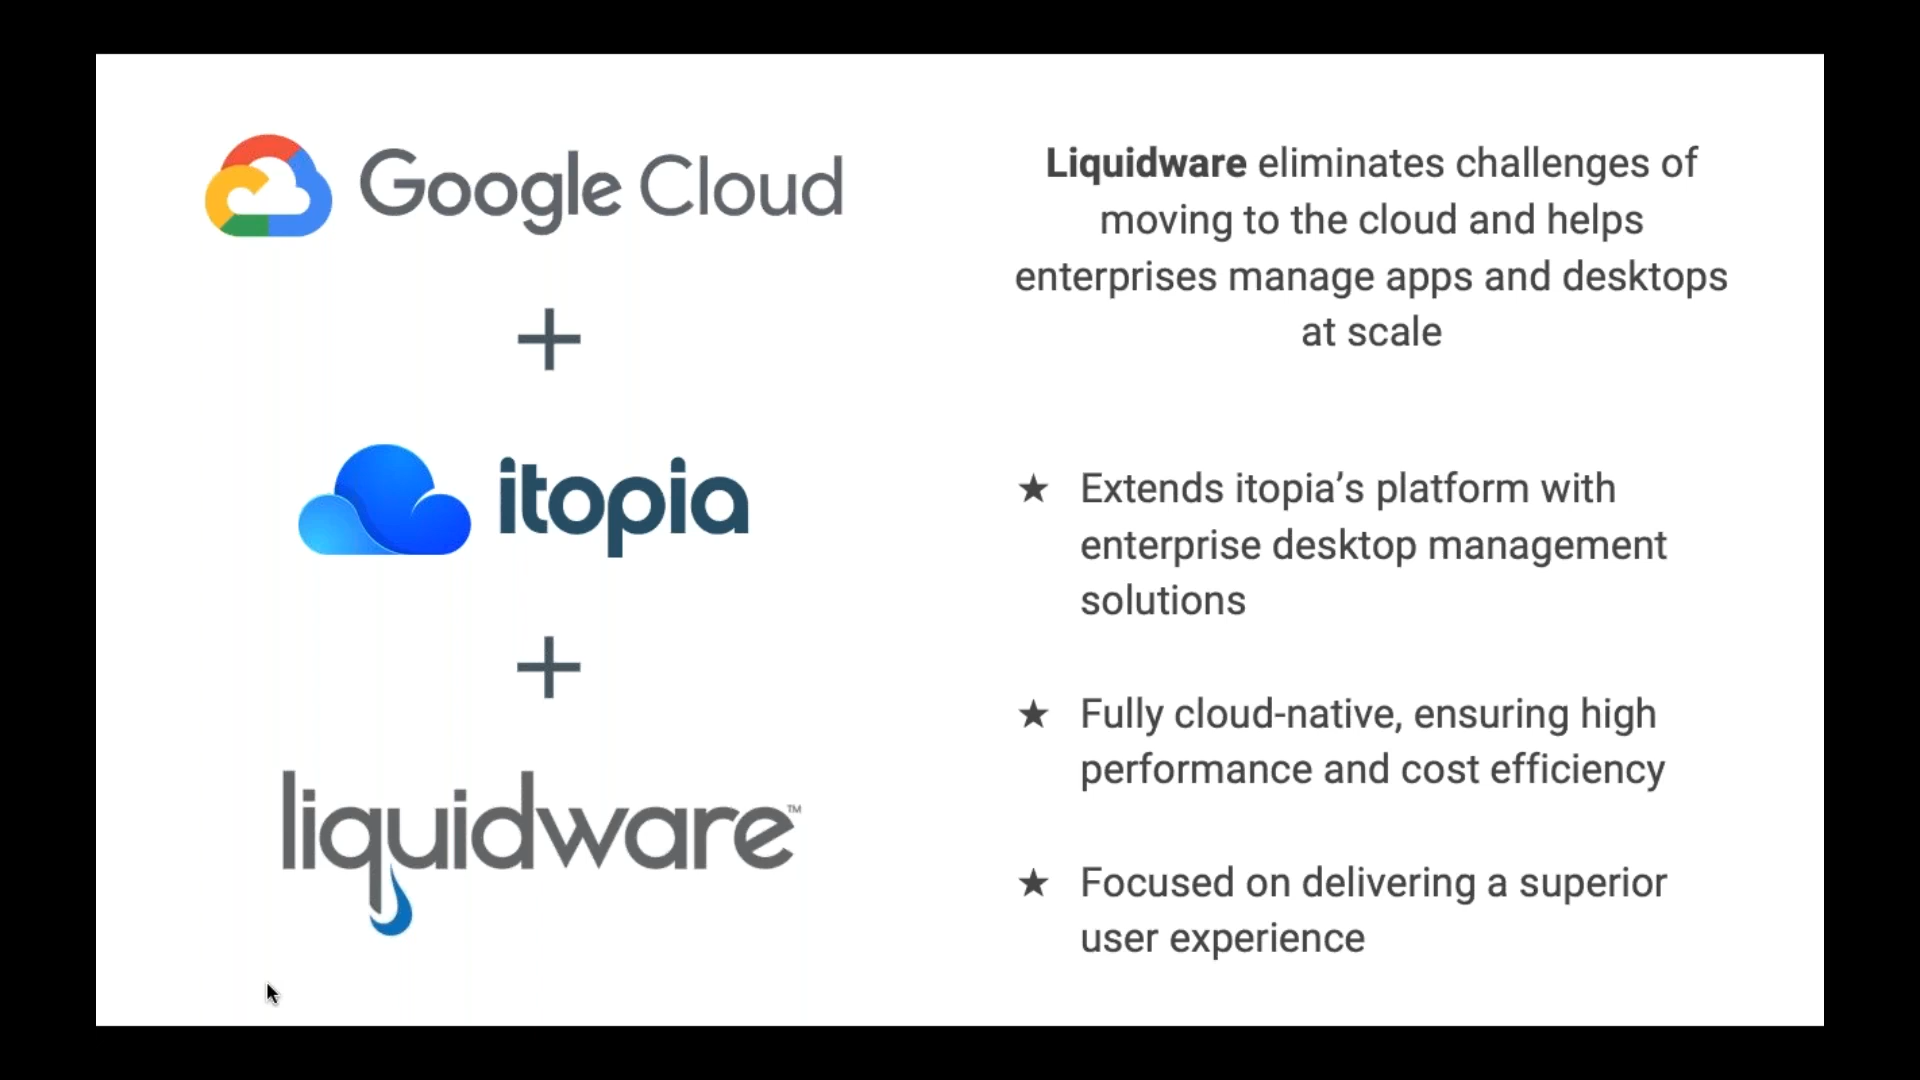 Google Cloud
+
itopia
+
liquidware™
Liquidware eliminates challenges of
moving to the cloud and helps
enterprises manage apps and desktops
at scale
★ Extends itopia’s platform with
enterprise desktop management
solutions
★ Fully cloud-native, ensuring high
performance and cost efficiency
★ Focused on delivering a superior
user experience